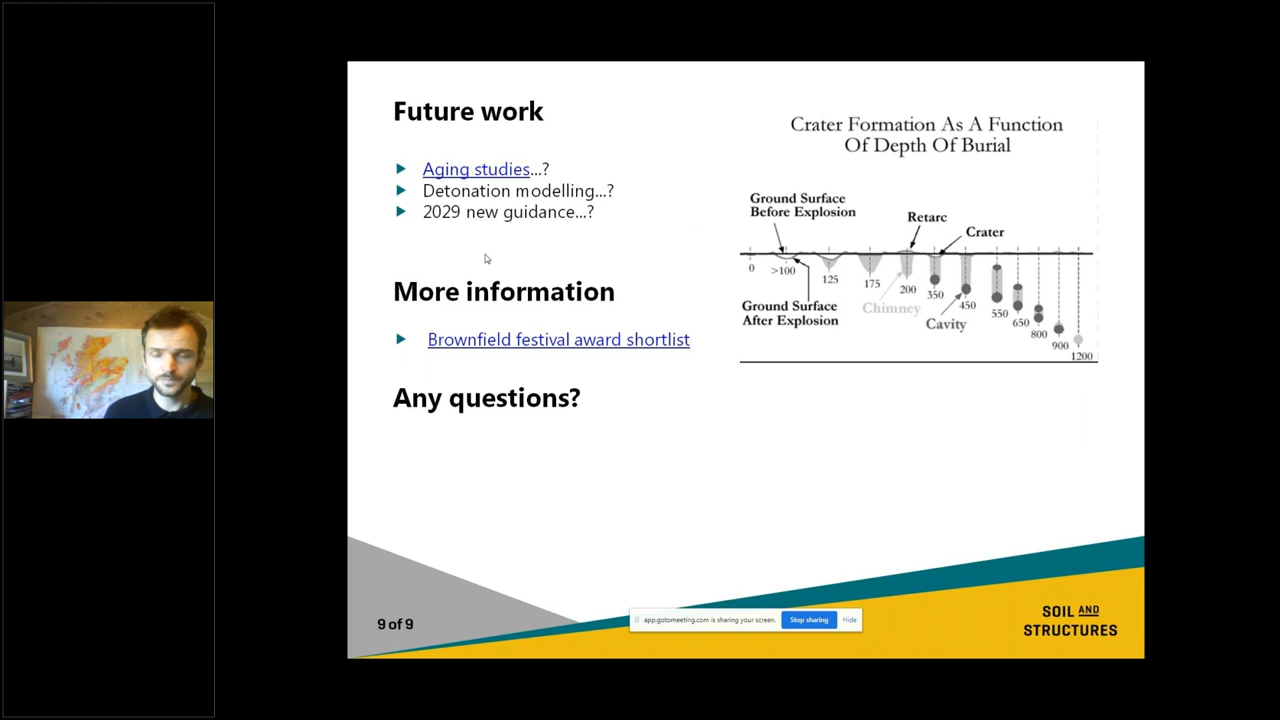 Future work
Aging studies...?
Detonation modelling...?
2029 new guidance...?
More information
Brownfield festival award shortlist
Any questions?
Crater Formation As A Function
Of Depth Of Burial
Ground Surface
Before Explosion
Retarc
Crater
0
>100
125
175
200
350
450
550
650
800
900
1200
Chimney
Cavity
Ground Surface
After Explosion
9 of 9
app.gotomeeting.com is sharing your screen.
Stop sharing
Hide
SOIL AND
STRUCTURES